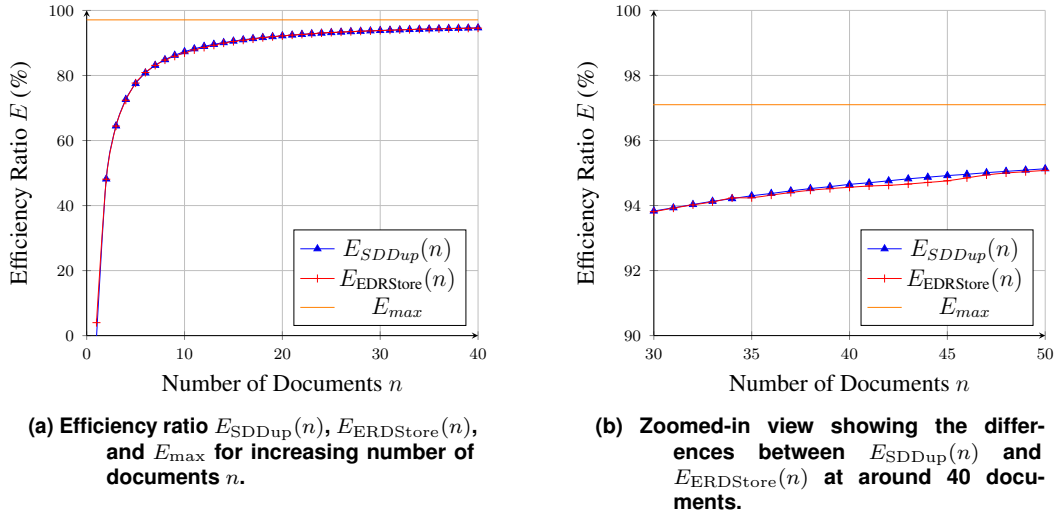 100
80
60
40
20
0
0
10
20
30
40
Efficiency Ratio E (%)
Number of Documents n
E_SDDup(n)
E_EDRStore(n)
E_max
(a) Efficiency ratio E_SDDup(n), E_ERDStore(n),
and E_max for increasing number of
documents n.
100
98
96
94
92
90
30
35
40
45
50
Efficiency Ratio E (%)
Number of Documents n
E_SDDup(n)
E_EDRStore(n)
E_max
(b) Zoomed-in view showing the differ-
ences between E_SDDup(n) and
E_ERDStore(n) at around 40 docu-
ments.